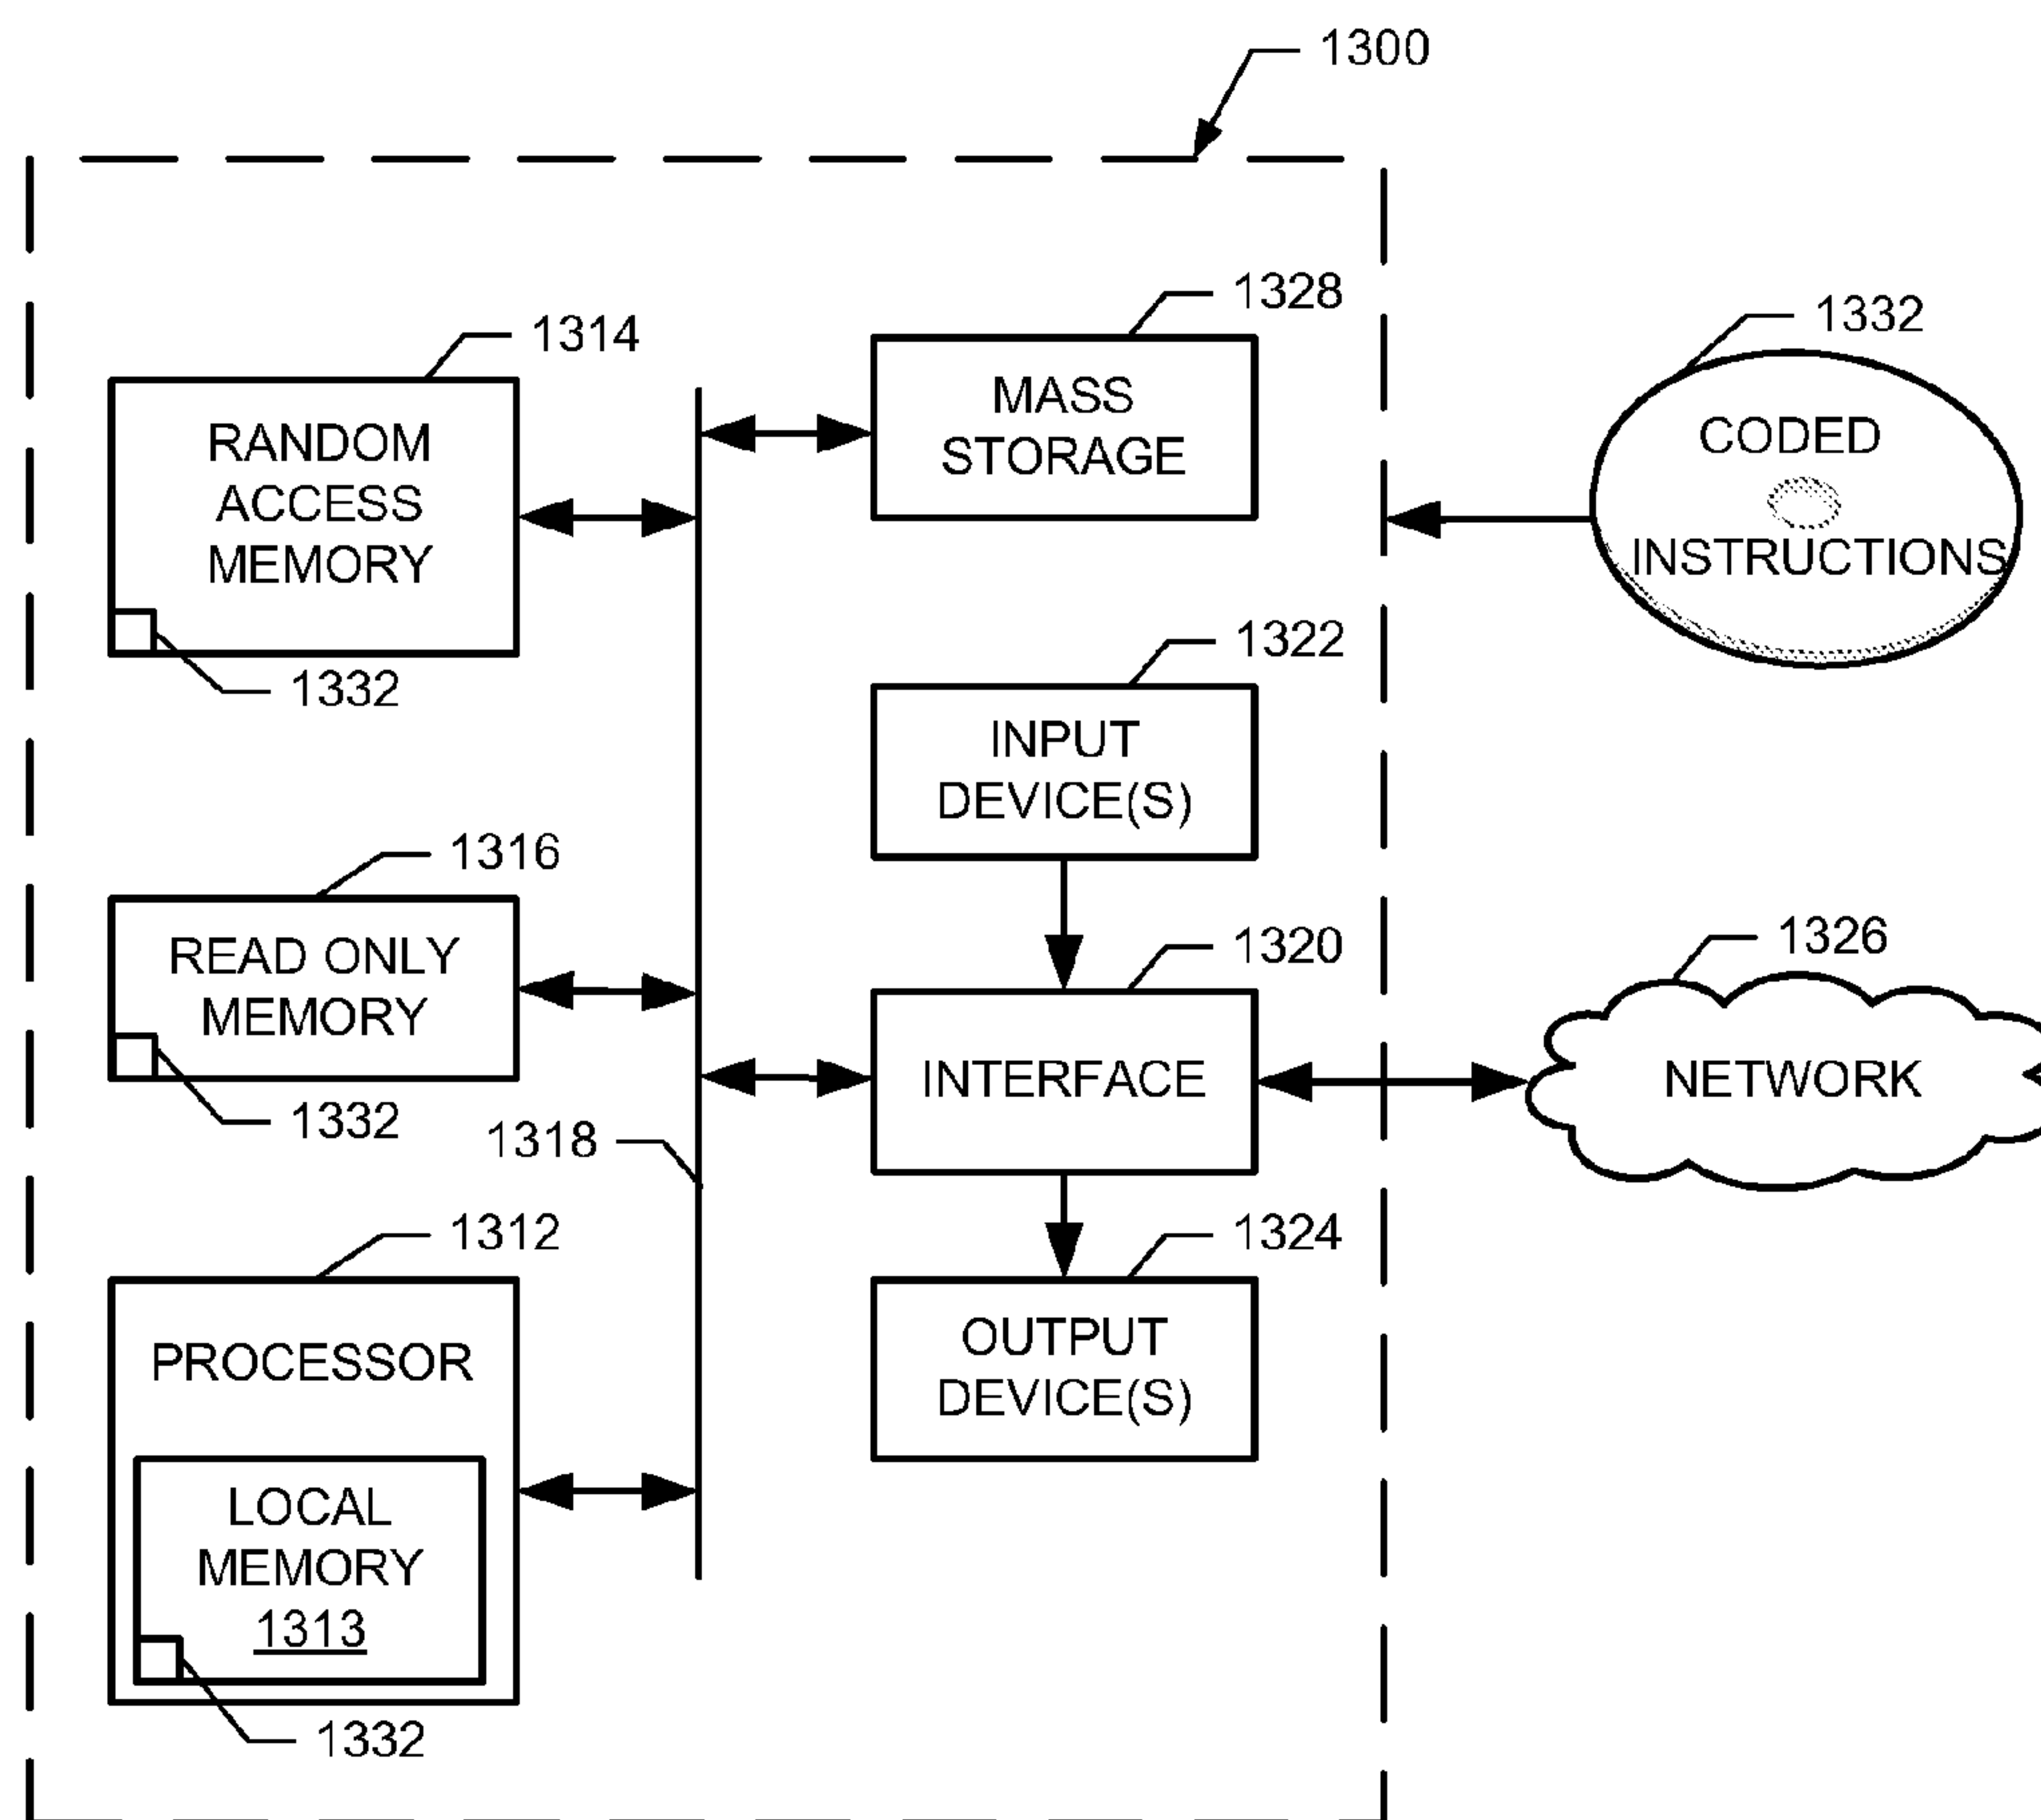 1300
1328
1332
1314
MASS
STORAGE
CODED
INSTRUCTIONS
RANDOM
ACCESS
MEMORY
1332
1322
INPUT
DEVICE(S)
1316
READ ONLY
MEMORY
1332
1320
1326
INTERFACE
NETWORK
1318
1312
1324
PROCESSOR
OUTPUT
DEVICE(S)
LOCAL
MEMORY
1313
1332